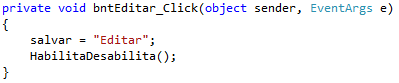 private void bntEditar_Click(object sender, EventArgs e)
{
    salvar = "Editar";
    HabilitaDesabilita();
}